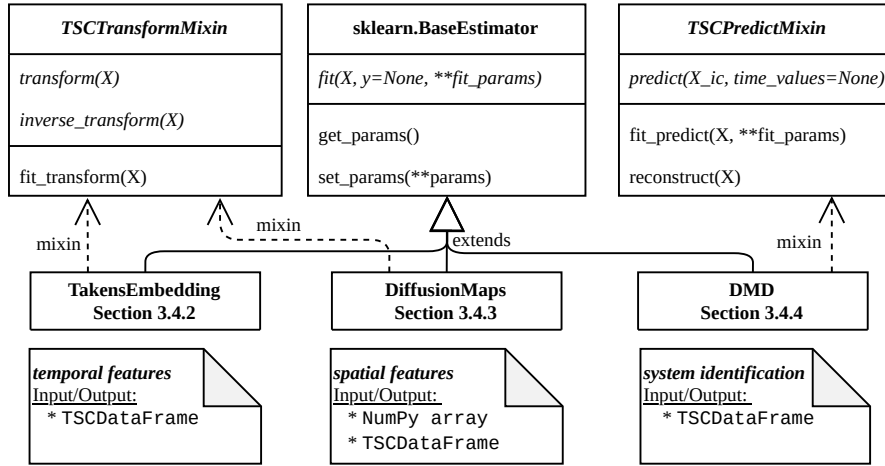 TSCTransformMixin
transform(X)
inverse_transform(X)
fit_transform(X)
sklearn.BaseEstimator
fit(X, y=None, **fit_params)
get_params()
set_params(**params)
TSCPredictMixin
predict(X_ic, time_values=None)
fit_predict(X, **fit_params)
reconstruct(X)
mixin
mixin
extends
mixin
TakensEmbedding
Section 3.4.2
DiffusionMaps
Section 3.4.3
DMD
Section 3.4.4
temporal features
Input/Output:
* TSCDataFrame
spatial features
Input/Output:
* NumPy array
* TSCDataFrame
system identification
Input/Output:
* TSCDataFrame